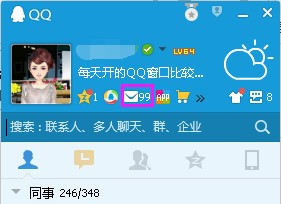 QQ
LV64
每天开的QQ窗口比较...
1 99 APP 8
搜索：联系人、多人聊天、群、企业
同事 246/348